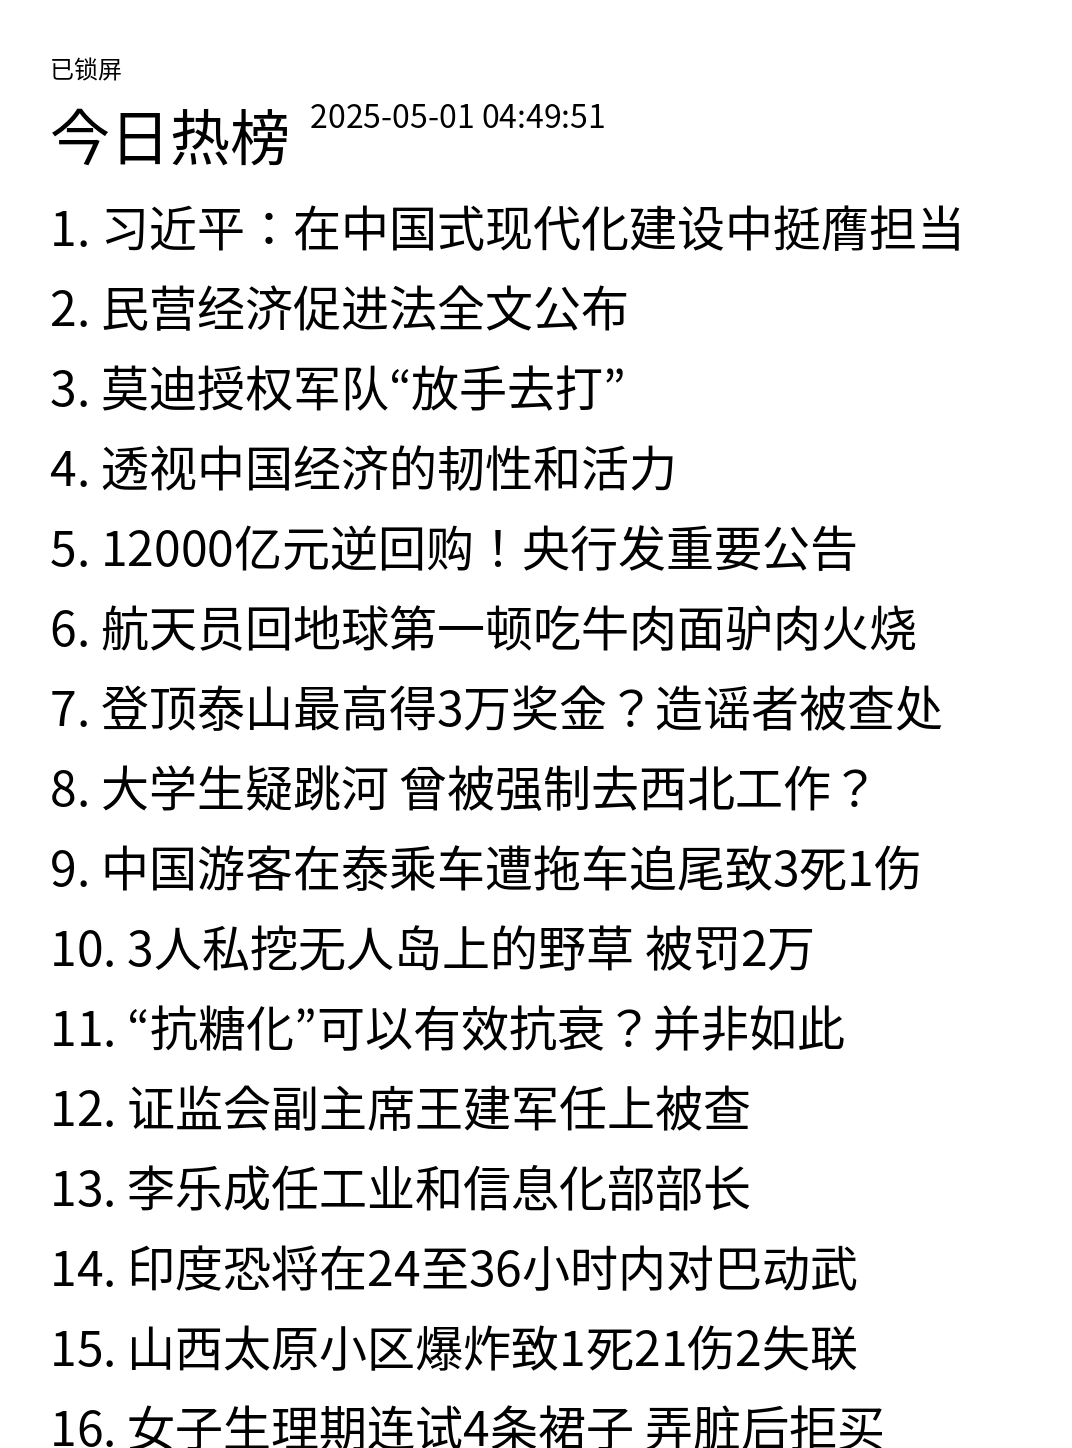 已锁屏
今日热榜 2025-05-01 04:49:51
1. 习近平：在中国式现代化建设中挺膺担当
2. 民营经济促进法全文公布
3. 莫迪授权军队“放手去打”
4. 透视中国经济的韧性和活力
5. 12000亿元逆回购！央行发重要公告
6. 航天员回地球第一顿吃牛肉面驴肉火烧
7. 登顶泰山最高得3万奖金？造谣者被查处
8. 大学生疑跳河 曾被强制去西北工作？
9. 中国游客在泰乘车遭拖车追尾致3死1伤
10. 3人私挖无人岛上的野草 被罚2万
11. “抗糖化”可以有效抗衰？并非如此
12. 证监会副主席王建军任上被查
13. 李乐成任工业和信息化部部长
14. 印度恐将在24至36小时内对巴动武
15. 山西太原小区爆炸致1死21伤2失联
16. 女子生理期连试4条裙子 弄脏后拒买